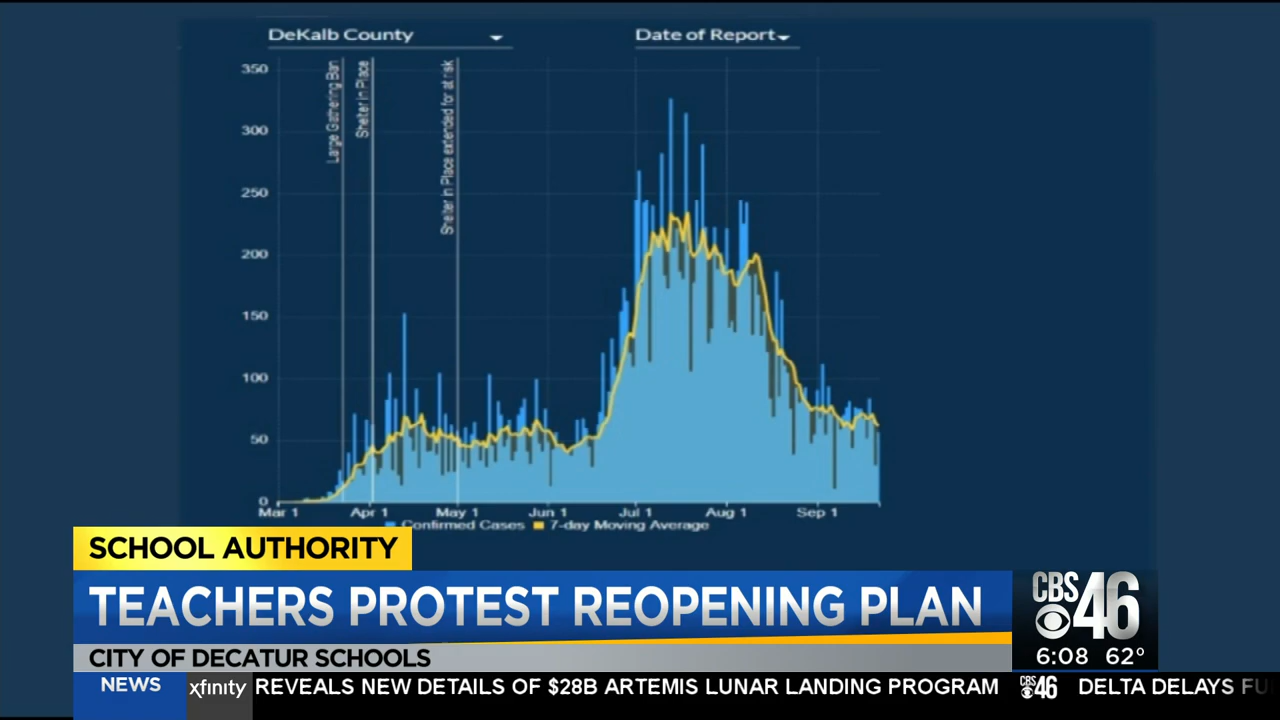 DeKalb County
Date of Report
350
300
250
200
150
100
50
0
Large Gathering Ban
Shelter in Place
Shelter in Place extended for at risk
Mar 1
Apr 1
May 1
Jun 1
Jul 1
Aug 1
Sep 1
Confirmed Cases
7-day Moving Average
SCHOOL AUTHORITY
TEACHERS PROTEST REOPENING PLAN
CITY OF DECATUR SCHOOLS
CBS 46
6:08 62°
NEWS
xfinity
REVEALS NEW DETAILS OF $28B ARTEMIS LUNAR LANDING PROGRAM
CBS 46
DELTA DELAYS